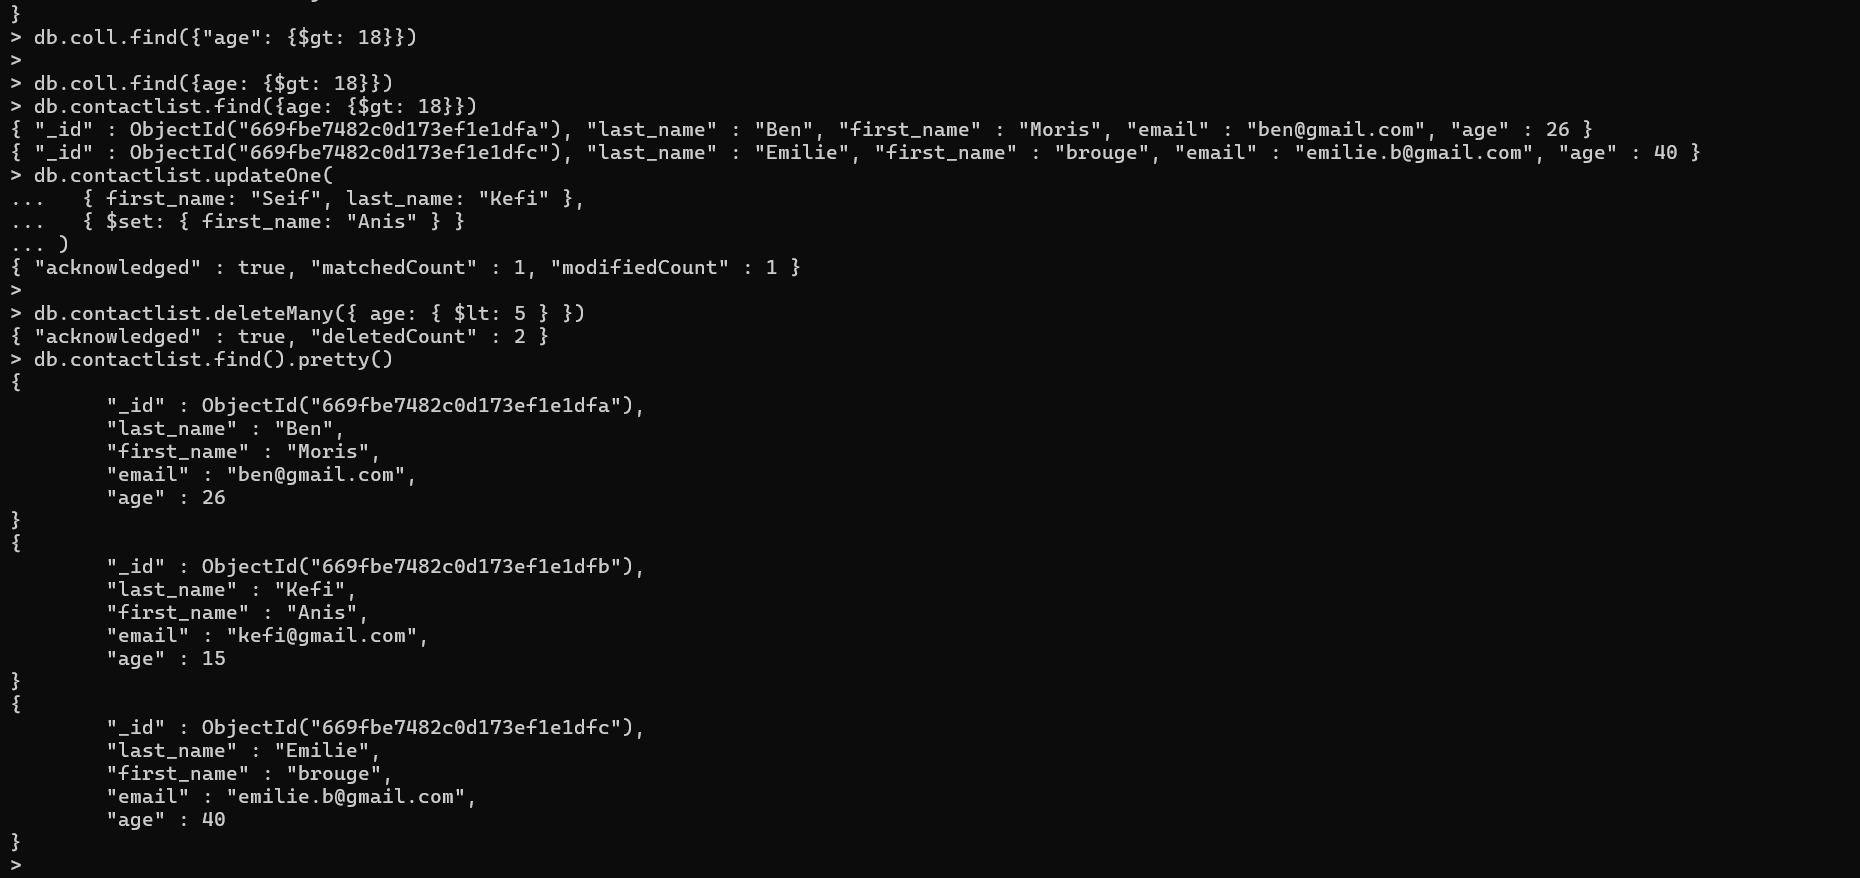 }
> db.coll.find({"age": {$gt: 18}})
>
> db.coll.find({age: {$gt: 18}})
> db.contactlist.find({age: {$gt: 18}})
{ "_id" : ObjectId("669fbe7482c0d173ef1e1dfa"), "last_name" : "Ben", "first_name" : "Moris", "email" : "ben@gmail.com", "age" : 26 }
{ "_id" : ObjectId("669fbe7482c0d173ef1e1dfc"), "last_name" : "Emilie", "first_name" : "brouge", "email" : "emilie.b@gmail.com", "age" : 40 }
> db.contactlist.updateOne(
...   { first_name: "Seif", last_name: "Kefi" },
...   { $set: { first_name: "Anis" } }
... )
{ "acknowledged" : true, "matchedCount" : 1, "modifiedCount" : 1 }
>
> db.contactlist.deleteMany({ age: { $lt: 5 } })
{ "acknowledged" : true, "deletedCount" : 2 }
> db.contactlist.find().pretty()
{
        "_id" : ObjectId("669fbe7482c0d173ef1e1dfa"),
        "last_name" : "Ben",
        "first_name" : "Moris",
        "email" : "ben@gmail.com",
        "age" : 26
}
{
        "_id" : ObjectId("669fbe7482c0d173ef1e1dfb"),
        "last_name" : "Kefi",
        "first_name" : "Anis",
        "email" : "kefi@gmail.com",
        "age" : 15
}
{
        "_id" : ObjectId("669fbe7482c0d173ef1e1dfc"),
        "last_name" : "Emilie",
        "first_name" : "brouge",
        "email" : "emilie.b@gmail.com",
        "age" : 40
}
>